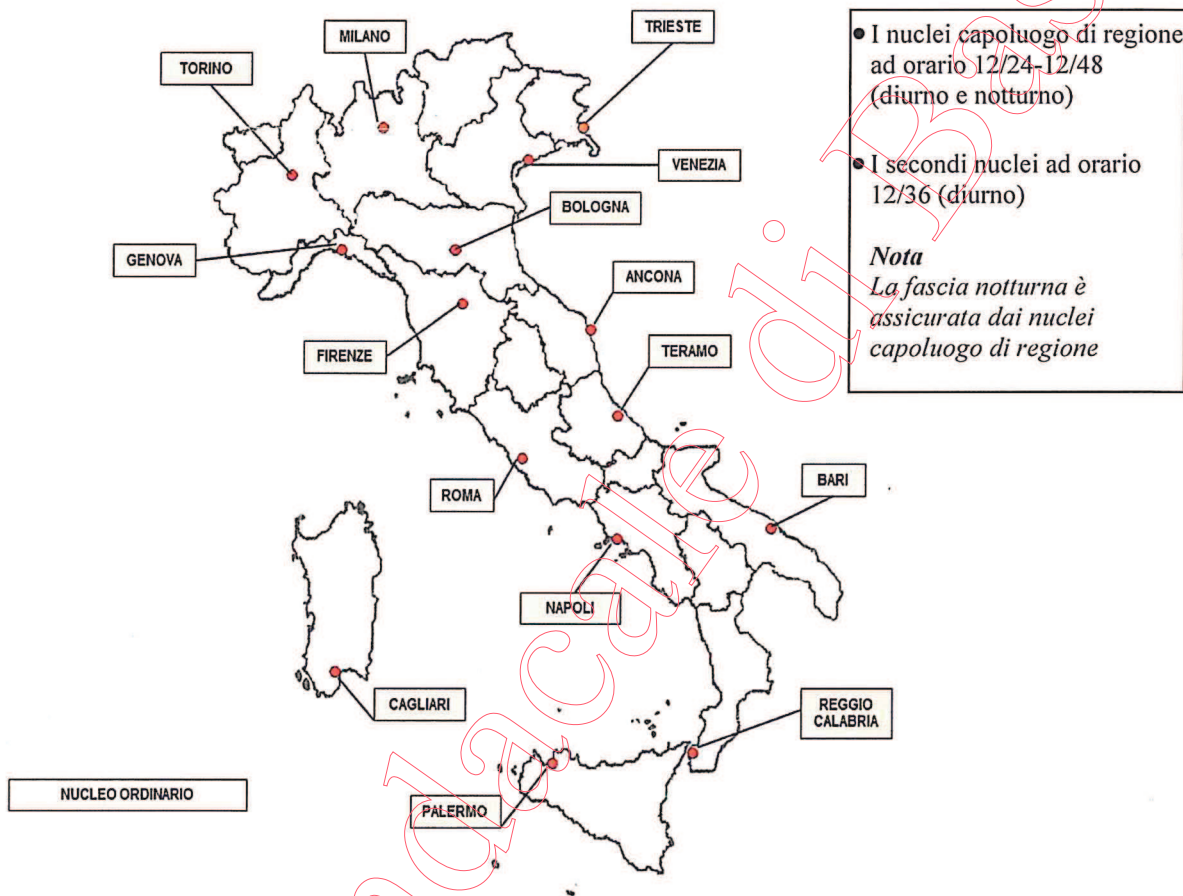 TRIESTE
MILANO
TORINO
VENEZIA
BOLOGNA
GENOVA
ANCONA
FIRENZE
TERAMO
ROMA
BARI
NAPOLI
CAGLIARI
REGGIO
CALABRIA
PALERMO
NUCLEO ORDINARIO
• I nuclei capoluogo di regione
ad orario 12/24-12/48
(diurno e notturno)
• I secondi nuclei ad orario
12/36 (diurno)
Nota
La fascia notturna è
assicurata dai nuclei
capoluogo di regione